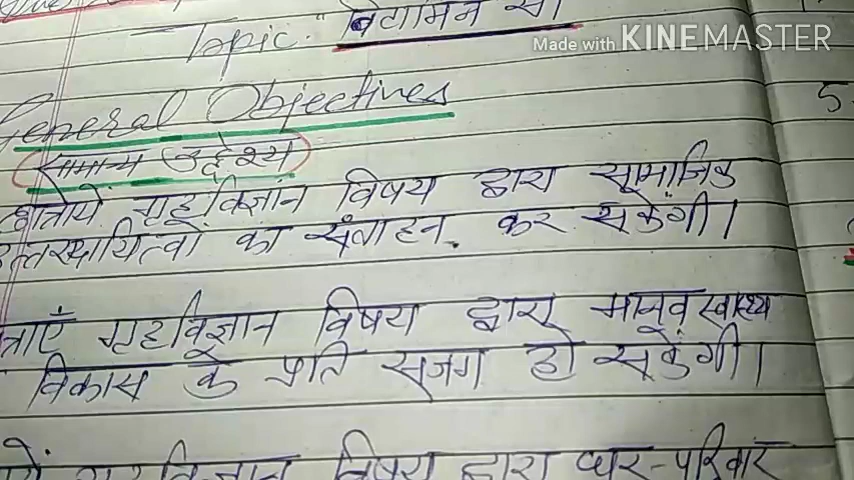 Topic. "विटामिन सी
Made with KINEMASTER
General Objectives
सामान्य उद्देश्य
छात्रायें गृहविज्ञान विषय द्वारा सामाजिक
उत्तरदायित्वों का संवाहन. कर सकेंगी।
गृहविज्ञान विषय द्वारा मानव स्वास्थ्य
विकास के प्रति सजग हो सकेंगी।
विषय द्वारा घर-परिवार
5